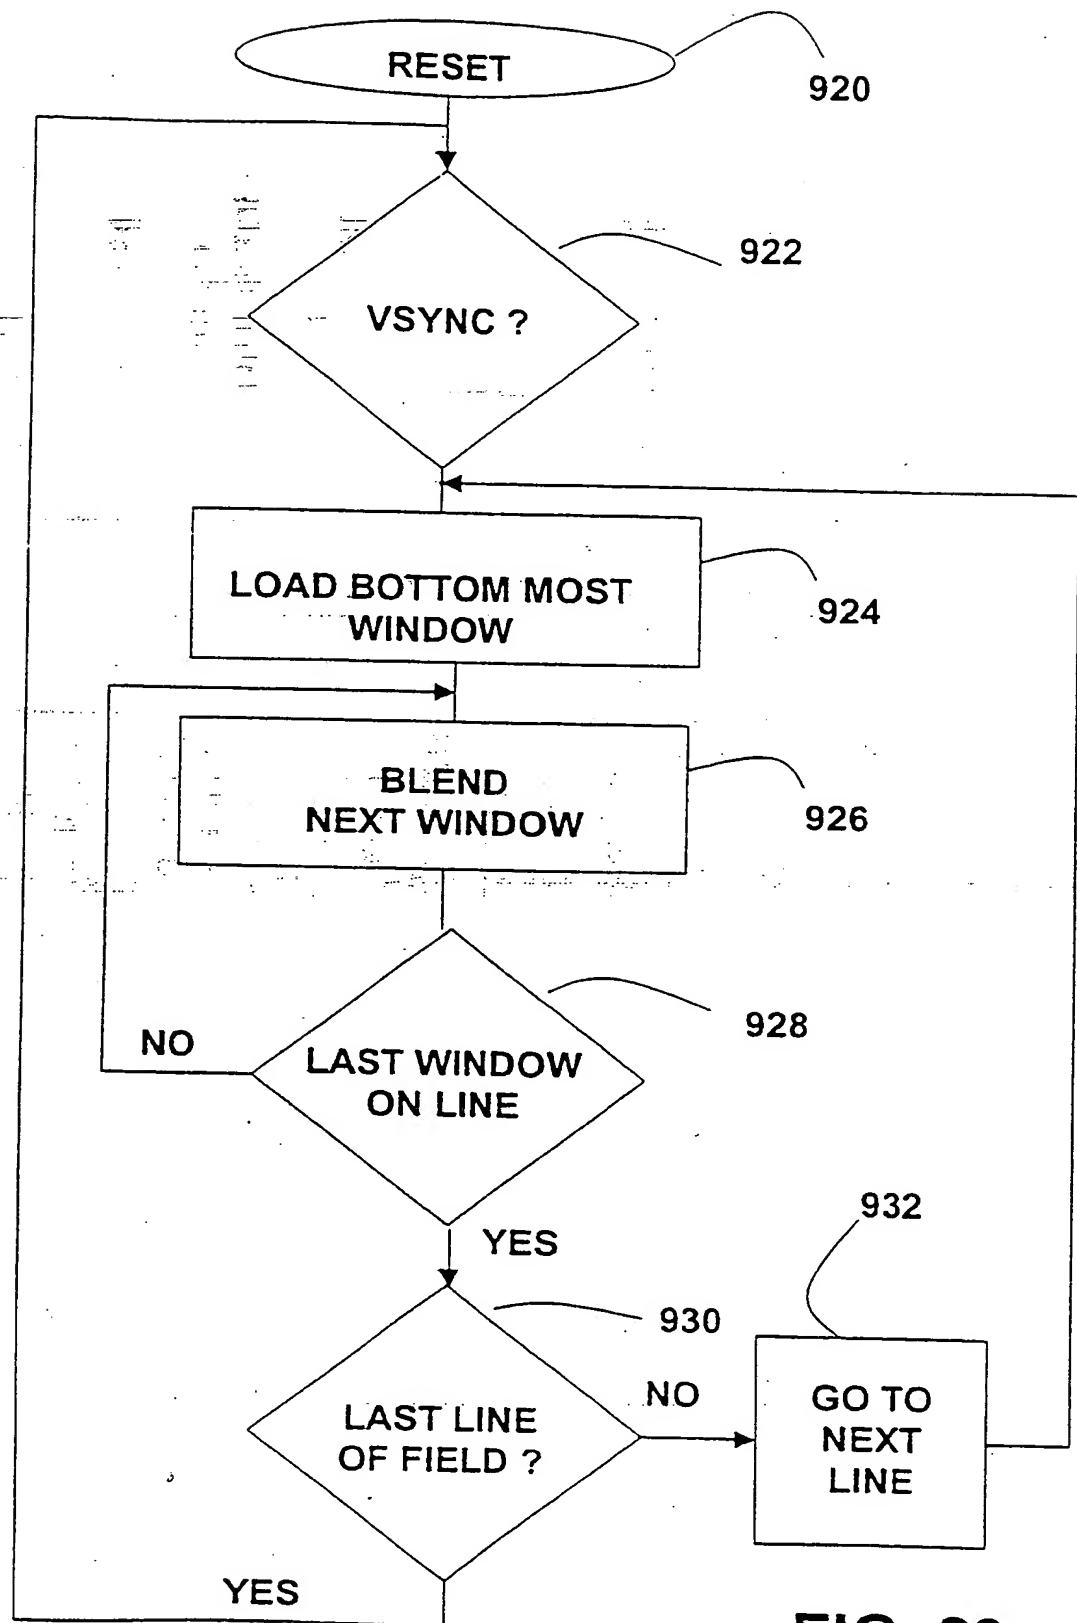 RESET
920
922
VSYNC ?
LOAD BOTTOM MOST
WINDOW
924
BLEND
NEXT WINDOW
926
928
NO
LAST WINDOW
ON LINE
932
YES
930
NO
LAST LINE
OF FIELD ?
GO TO
NEXT
LINE
YES
FIG.